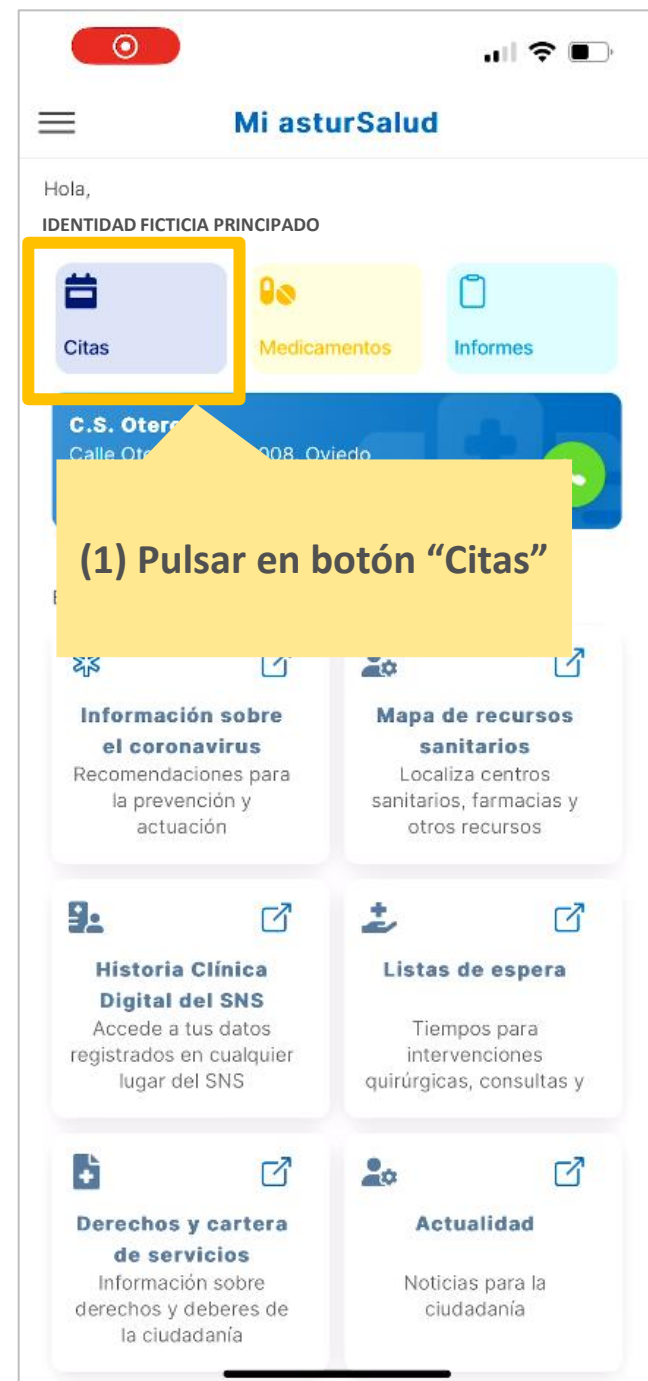 Mi asturSalud
Hola,
IDENTIDAD FICTICIA PRINCIPADO
Citas
Medicamentos
Informes
C.S. Otero
Calle Ote 008, Oviedo
(1) Pulsar en botón “Citas”
Información sobre
el coronavirus
Recomendaciones para
la prevención y
actuación
Mapa de recursos
sanitarios
Localiza centros
sanitarios, farmacias y
otros recursos
Historia Clínica
Digital del SNS
Accede a tus datos
registrados en cualquier
lugar del SNS
Listas de espera
Tiempos para
intervenciones
quirúrgicas, consultas y
Derechos y cartera
de servicios
Información sobre
derechos y deberes de
la ciudadanía
Actualidad
Noticias para la
ciudadanía